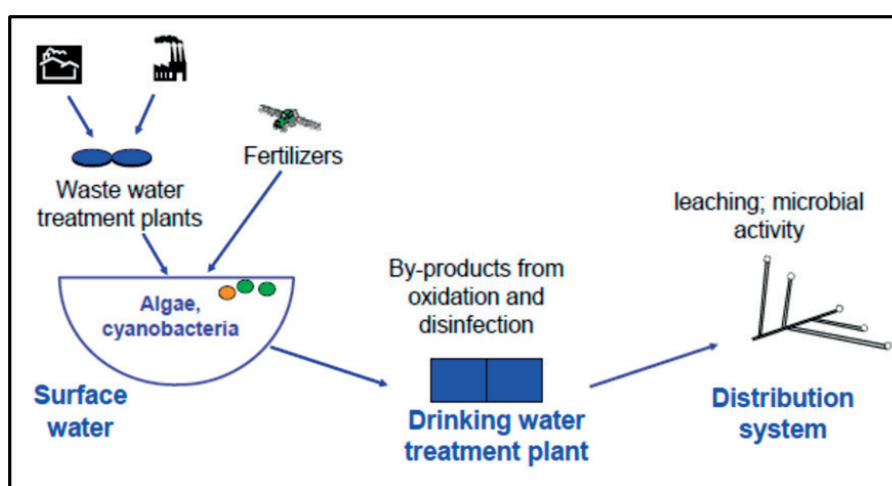 Fertilizers
Waste water
treatment plants
leaching; microbial
activity
By-products from
oxidation and
disinfection
Algae,
cyanobacteria
Surface
water
Drinking water
treatment plant
Distribution
system